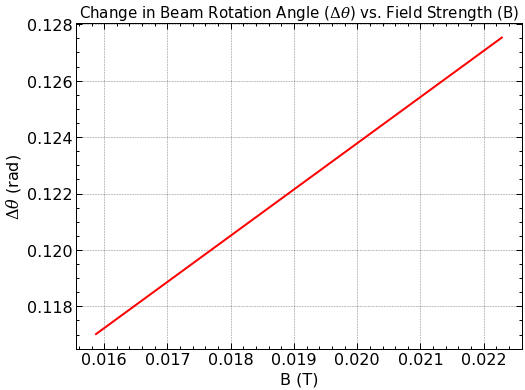 Change in Beam Rotation Angle (Δθ) vs. Field Strength (B)
0.128
0.126
0.124
0.122
0.120
0.118
Δθ (rad)
0.016 0.017 0.018 0.019 0.020 0.021 0.022
B (T)